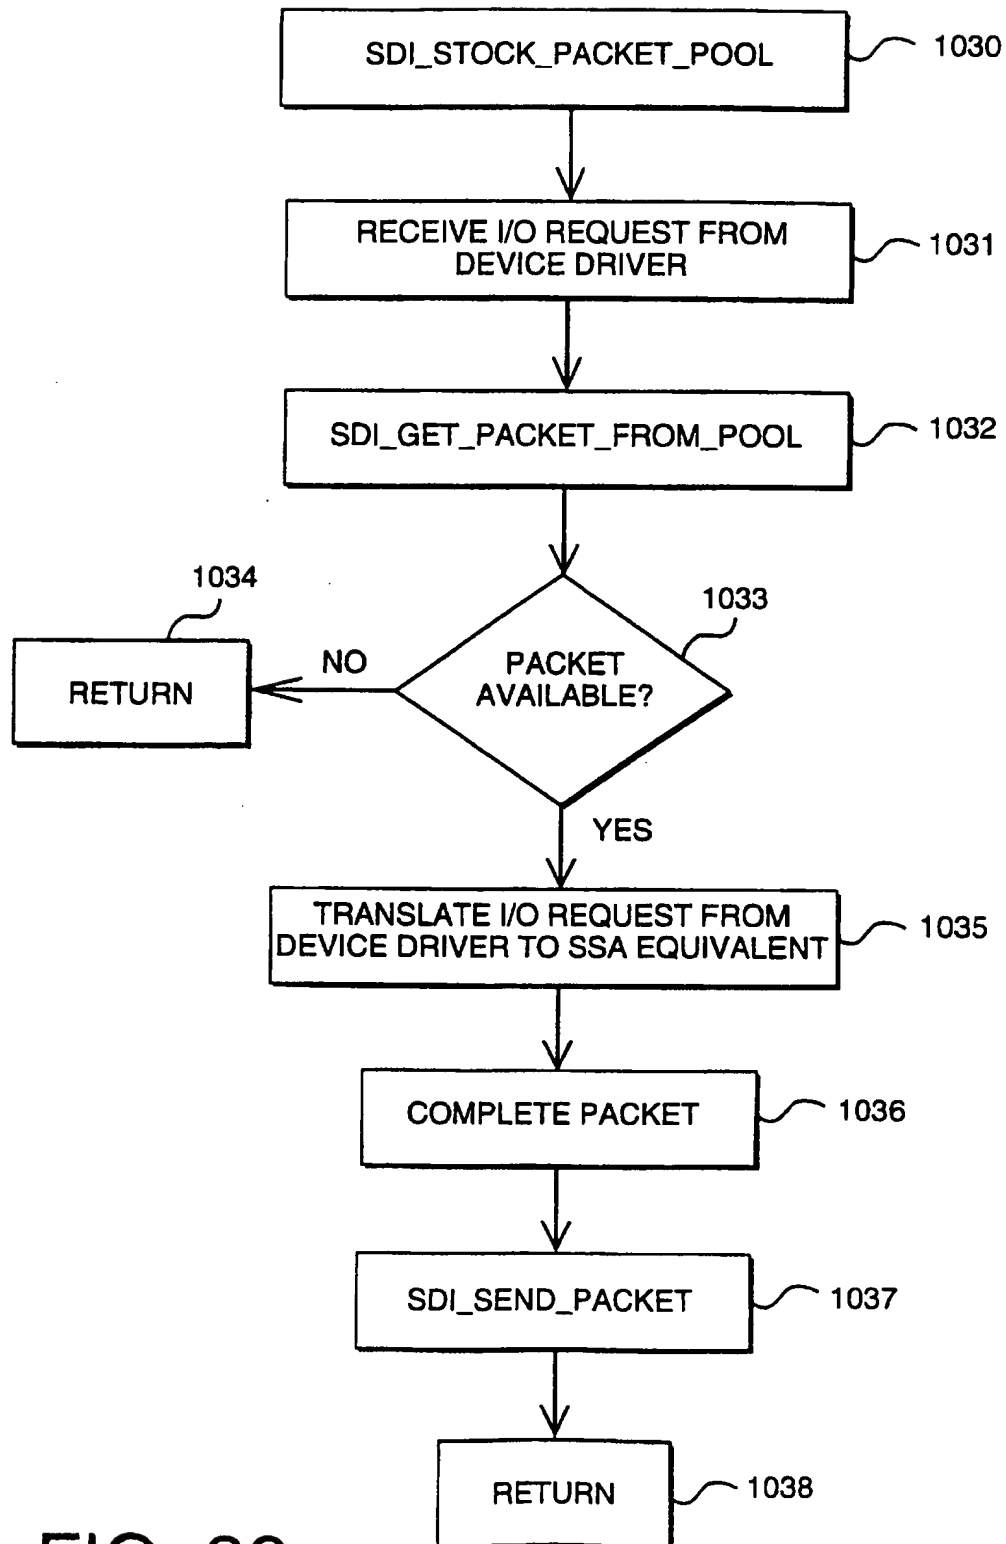 SDI_STOCK_PACKET_POOL
1030
RECEIVE I/O REQUEST FROM
DEVICE DRIVER
1031
SDI_GET_PACKET_FROM_POOL
1032
1034
1033
RETURN
NO
PACKET
AVAILABLE?
YES
TRANSLATE I/O REQUEST FROM
DEVICE DRIVER TO SSA EQUIVALENT
1035
COMPLETE PACKET
1036
SDI_SEND_PACKET
1037
RETURN
1038
FIG.